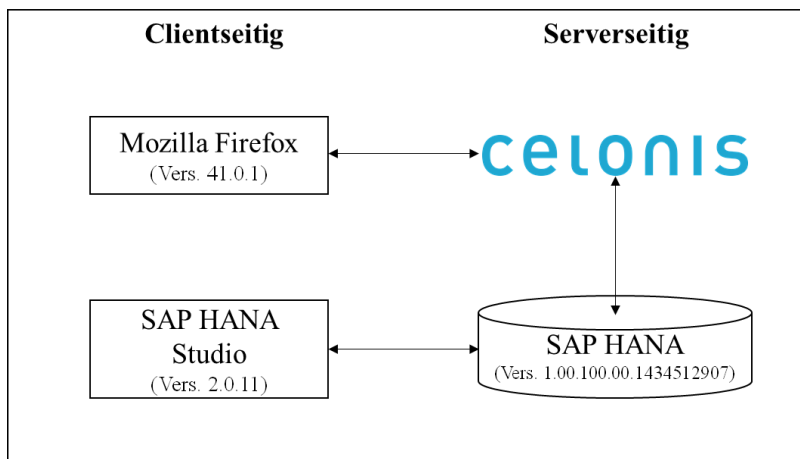 Clientseitig
Serverseitig
Mozilla Firefox
(Vers. 41.0.1)
celonis
SAP HANA
Studio
(Vers. 2.0.11)
SAP HANA
(Vers. 1.00.100.00.1434512907)